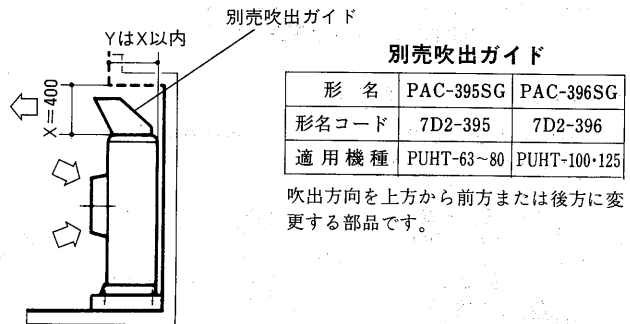 別売吹出ガイド
YはX以内
X=400
別売吹出ガイド
形名 PAC-395SG PAC-396SG
形名コード 7D2-395 7D2-396
適用機種 PUHT-63~80 PUHT-100・125
吹出方向を上方から前方または後方に変
更する部品です。